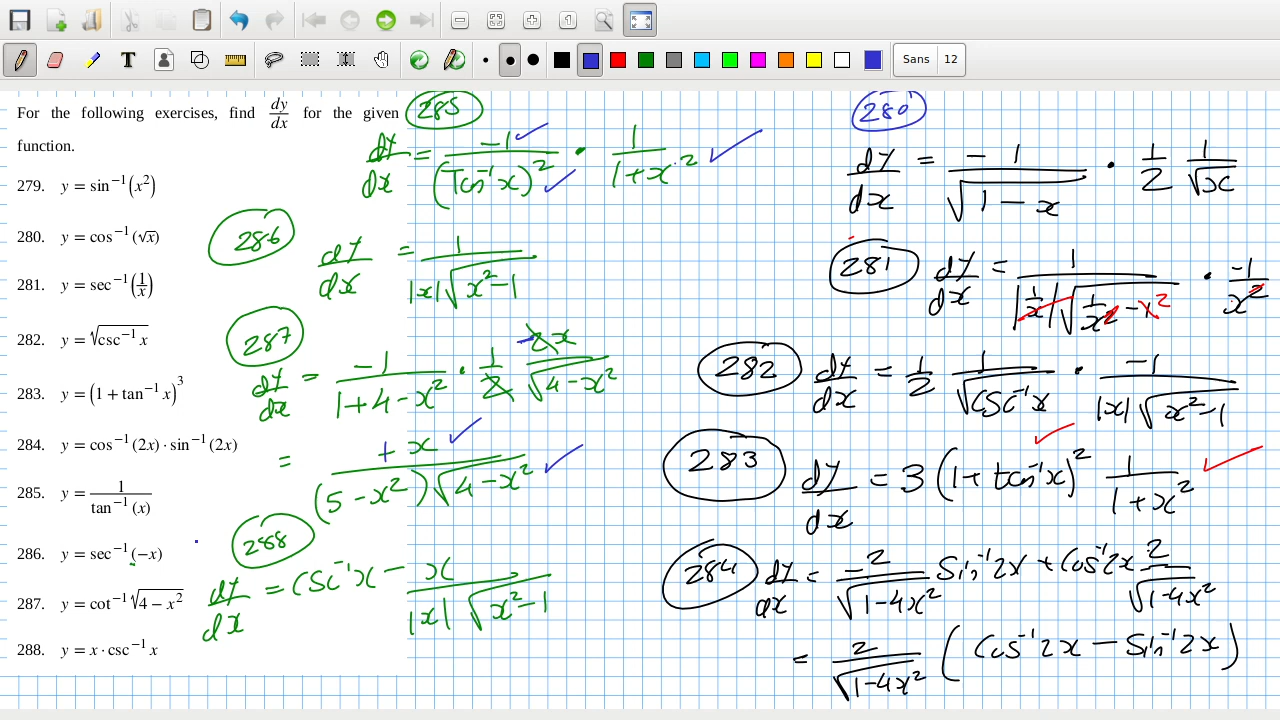 Sans 12
For the following exercises, find dy/dx for the given
function.
279. y = sin⁻¹(x²)
280. y = cos⁻¹(√x)
281. y = sec⁻¹(1/x)
282. y = √(csc⁻¹ x)
283. y = (1 + tan⁻¹ x)³
284. y = cos⁻¹(2x) · sin⁻¹(2x)
285. y = 1/tan⁻¹(x)
286. y = sec⁻¹(−x)
287. y = cot⁻¹√(4 − x²)
288. y = x · csc⁻¹ x
285
dy/dx = −1/(Tan⁻¹x)² · 1/(1+x²)
286
dy/dx = 1/(|x|√(x²−1))
287
dy/dx = −1/(1+4−x²) · 1/2 · −2x/√(4−x²)
= +x/((5−x²)√(4−x²))
288
dy/dx = CSC⁻¹x − x/(|x|√(x²−1))
280
dy/dx = −1/√(1−x) · 1/2 1/√x
281
dy/dx = 1/(|1/x|√(1/x²−1x²)) · −1/x²
282
dy/dx = 1/2 1/√(CSC⁻¹x) · −1/(|x|√(x²−1))
283
dy/dx = 3(1+tan⁻¹x)² 1/(1+x²)
284
dy/dx = −2/√(1−4x²) Sin⁻¹2x + Cos⁻¹2x 2/√(1−4x²)
= 2/√(1−4x²) (Cos⁻¹2x − Sin⁻¹2x)